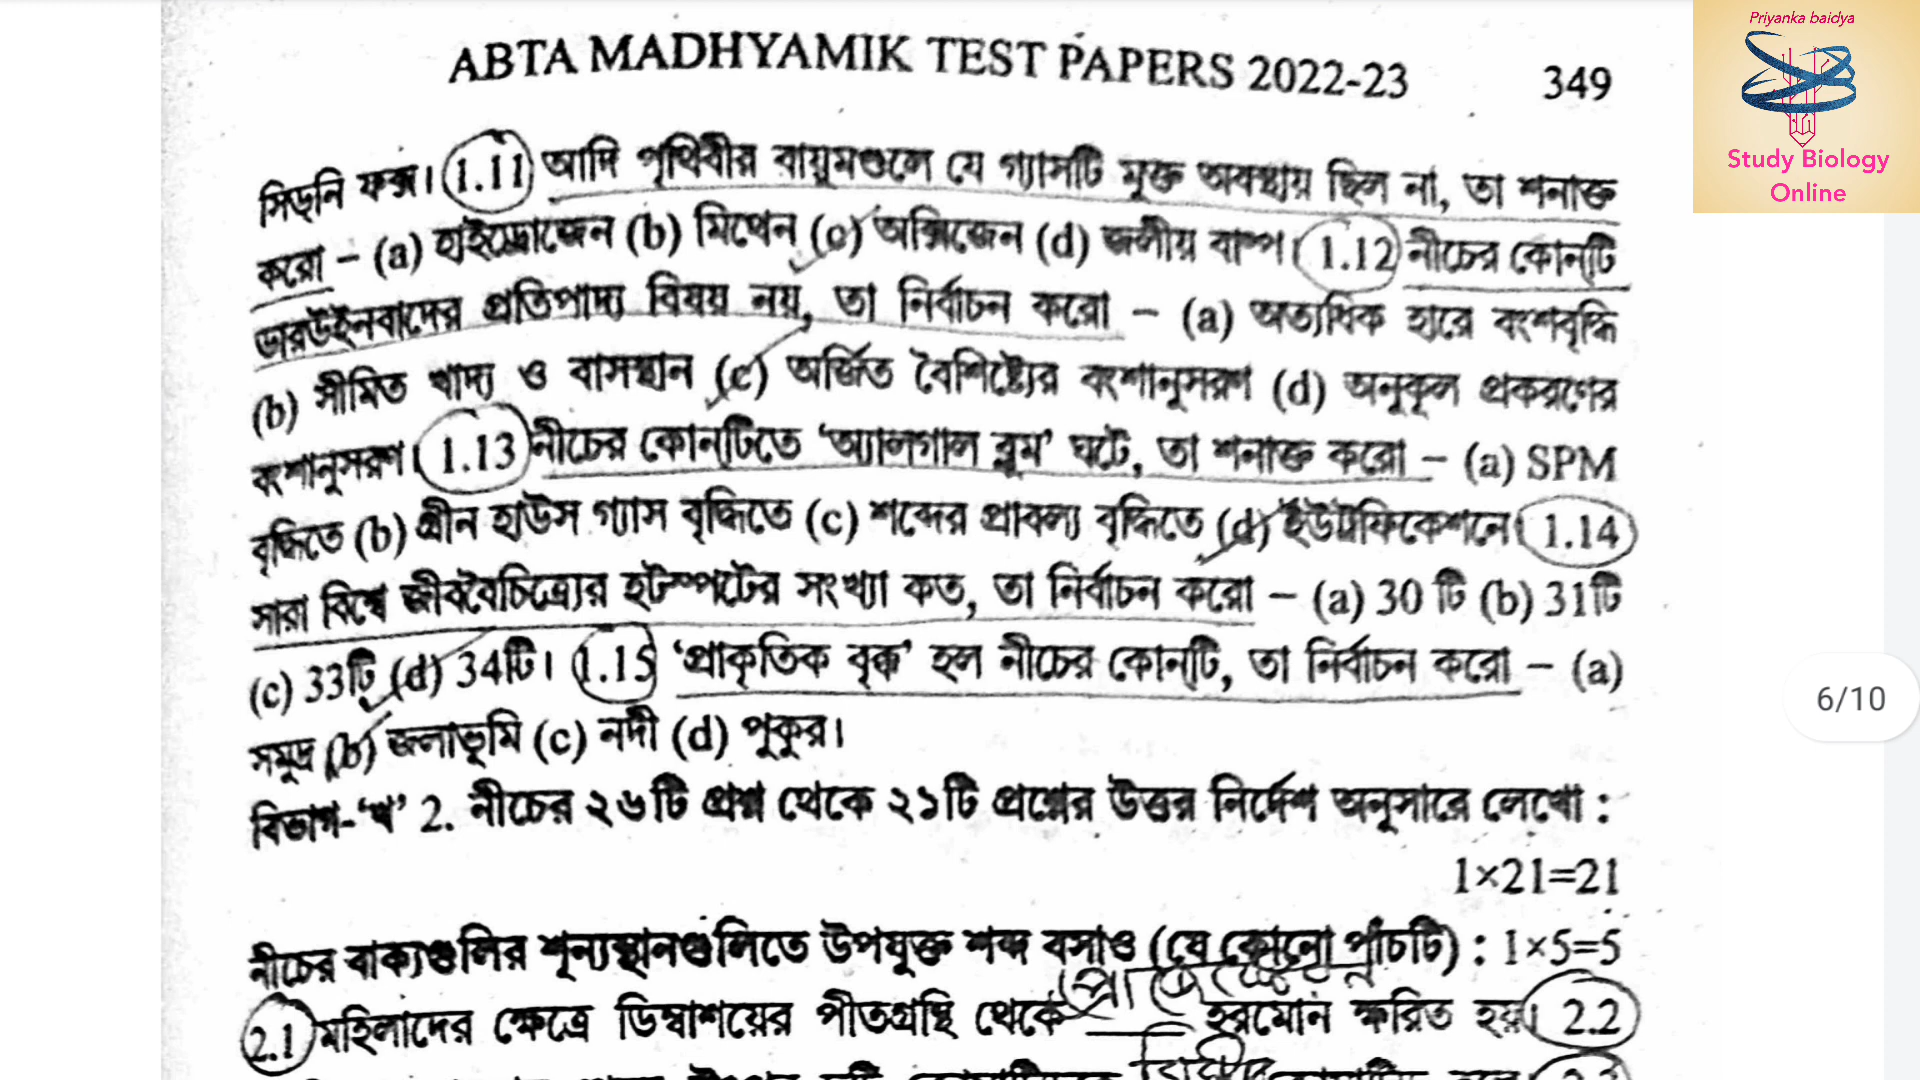 Priyanka baidya
Study Biology
Online
ABTA MADHYAMIK TEST PAPERS 2022-23 349
সিড্‌নি ফক্স। 1.11 আদি পৃথিবীর বায়ুমণ্ডলে যে গ্যাসটি মুক্ত অবস্থায় ছিল না, তা শনাক্ত
করো – (a) হাইড্রোজেন (b) মিথেন (c) অক্সিজেন (d) জলীয় বাষ্প। 1.12 নীচের কোন্‌টি
ডারউইনবাদের প্রতিপাদ্য বিষয় নয়, তা নির্বাচন করো – (a) অত্যধিক হারে বংশবৃদ্ধি
(b) সীমিত খাদ্য ও বাসস্থান (c) অর্জিত বৈশিষ্ট্যের বংশানুসরণ (d) অনুকূল প্রকরণের
বংশানুসরণ। 1.13 নীচের কোন্‌টিতে ‘অ্যালগাল ব্লুম’ ঘটে, তা শনাক্ত করো – (a) SPM
বৃদ্ধিতে (b) গ্রীন হাউস গ্যাস বৃদ্ধিতে (c) শব্দের প্রাবল্য বৃদ্ধিতে (d) ইউট্রফিকেশনে। 1.14
সারা বিশ্বে জীববৈচিত্র্যের হটস্পটের সংখ্যা কত, তা নির্বাচন করো – (a) 30 টি (b) 31টি
(c) 33টি (d) 34টি। 1.15 ‘প্রাকৃতিক বৃক্ক’ হল নীচের কোন্‌টি, তা নির্বাচন করো – (a)
সমুদ্র (b) জলাভূমি (c) নদী (d) পুকুর।
6/10
বিভাগ-‘খ’ 2. নীচের ২৬টি প্রশ্ন থেকে ২১টি প্রশ্নের উত্তর নির্দেশ অনুসারে লেখো :
1×21=21
নীচের বাক্যগুলির শূন্যস্থানগুলিতে উপযুক্ত শব্দ বসাও (যে কোনো পাঁচটি) : 1×5=5
2.1 মহিলাদের ক্ষেত্রে ডিম্বাশয়ের পীতগ্রন্থি থেকে ______ হরমোন ক্ষরিত হয়। 2.2